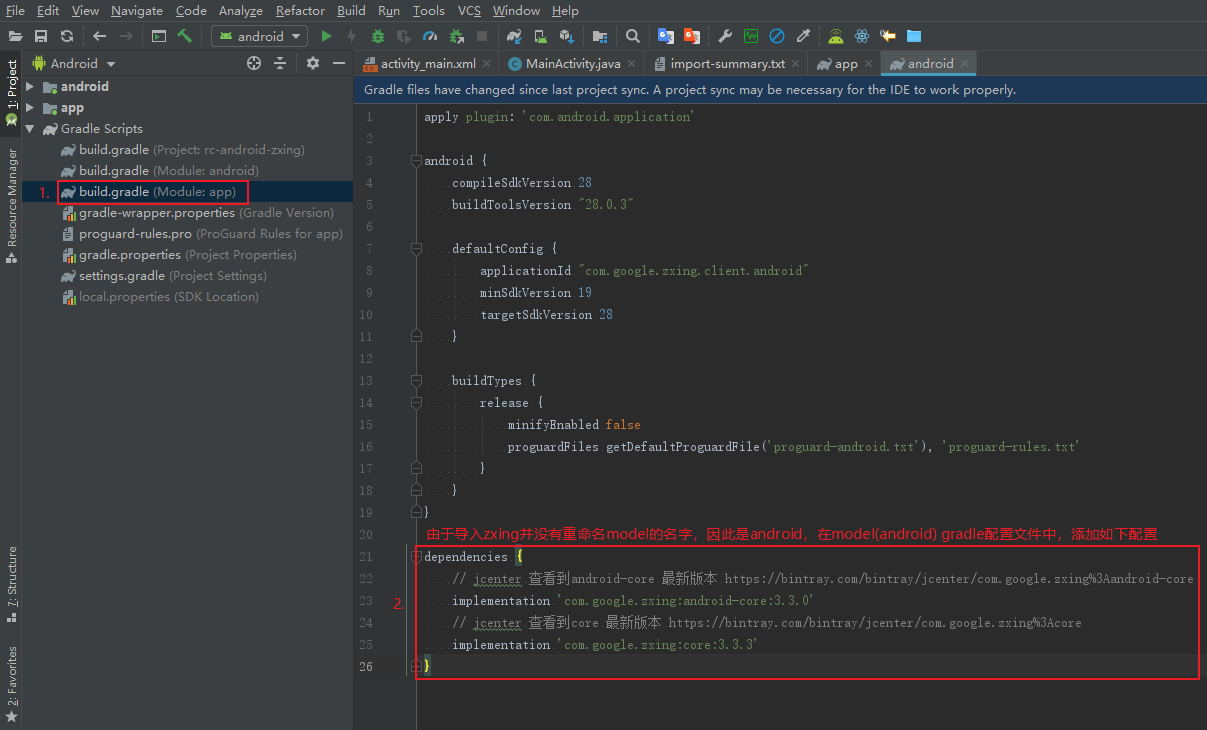 File Edit View Navigate Code Analyze Refactor Build Run Tools VCS Window Help
android
1: Project
Resource Manager
7: Structure
2: Favorites
Android
android
app
Gradle Scripts
build.gradle (Project: rc-android-zxing)
build.gradle (Module: android)
1. build.gradle (Module: app)
gradle-wrapper.properties (Gradle Version)
proguard-rules.pro (ProGuard Rules for app)
gradle.properties (Project Properties)
settings.gradle (Project Settings)
local.properties (SDK Location)
activity_main.xml MainActivity.java import-summary.txt app android
Gradle files have changed since last project sync. A project sync may be necessary for the IDE to work properly.
1 apply plugin: 'com.android.application'
2
3 android {
4 compileSdkVersion 28
5 buildToolsVersion "28.0.3"
6
7 defaultConfig {
8 applicationId "com.google.zxing.client.android"
9 minSdkVersion 19
10 targetSdkVersion 28
11 }
12
13 buildTypes {
14 release {
15 minifyEnabled false
16 proguardFiles getDefaultProguardFile('proguard-android.txt'), 'proguard-rules.txt'
17 }
18 }
19 }
20 由于导入zxing并没有重命名model的名字，因此是android，在model(android) gradle配置文件中，添加如下配置
21 dependencies {
22 // jcenter 查看到android-core 最新版本 https://bintray.com/bintray/jcenter/com.google.zxing%3Aandroid-core
23 2. implementation 'com.google.zxing:android-core:3.3.0'
24 // jcenter 查看到core 最新版本 https://bintray.com/bintray/jcenter/com.google.zxing%3Acore
25 implementation 'com.google.zxing:core:3.3.3'
26 }